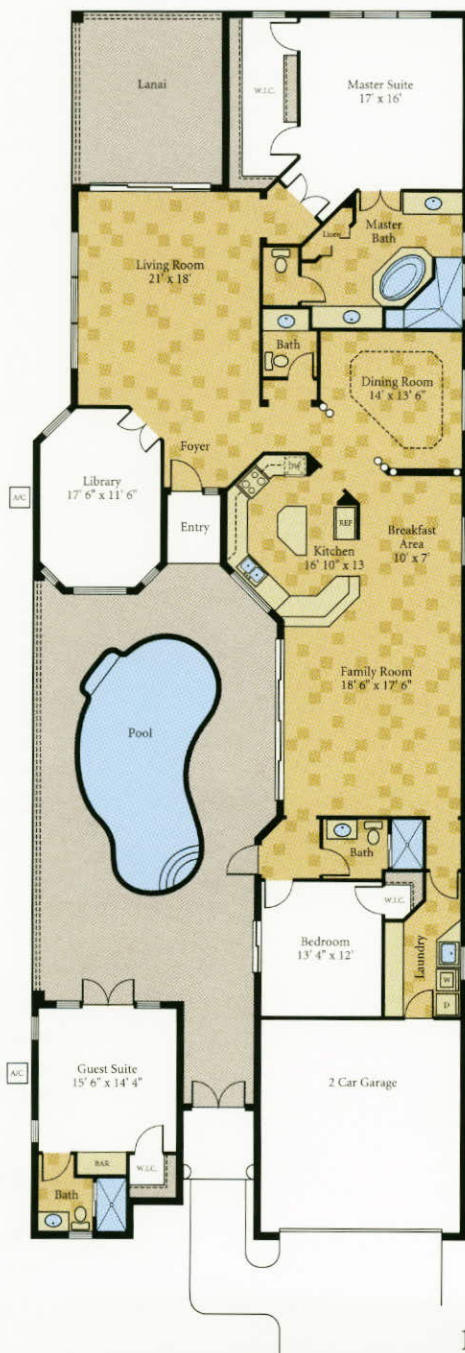 Lanai
W.I.C.
Master Suite
17' x 16'
Linen
Master
Bath
Living Room
21' x 18'
Bath
Dining Room
14' x 13' 6"
Foyer
Library
17' 6" x 11' 6"
A/C
Entry
DW
REF
Kitchen
16' 10" x 13
Breakfast
Area
10' x 7'
Family Room
18' 6" x 17' 6"
Pool
Bath
W.I.C.
Bedroom
13' 4" x 12'
Laundry
W
D
Guest Suite
15' 6" x 14' 4"
A/C
2 Car Garage
BAR
W.I.C.
Bath